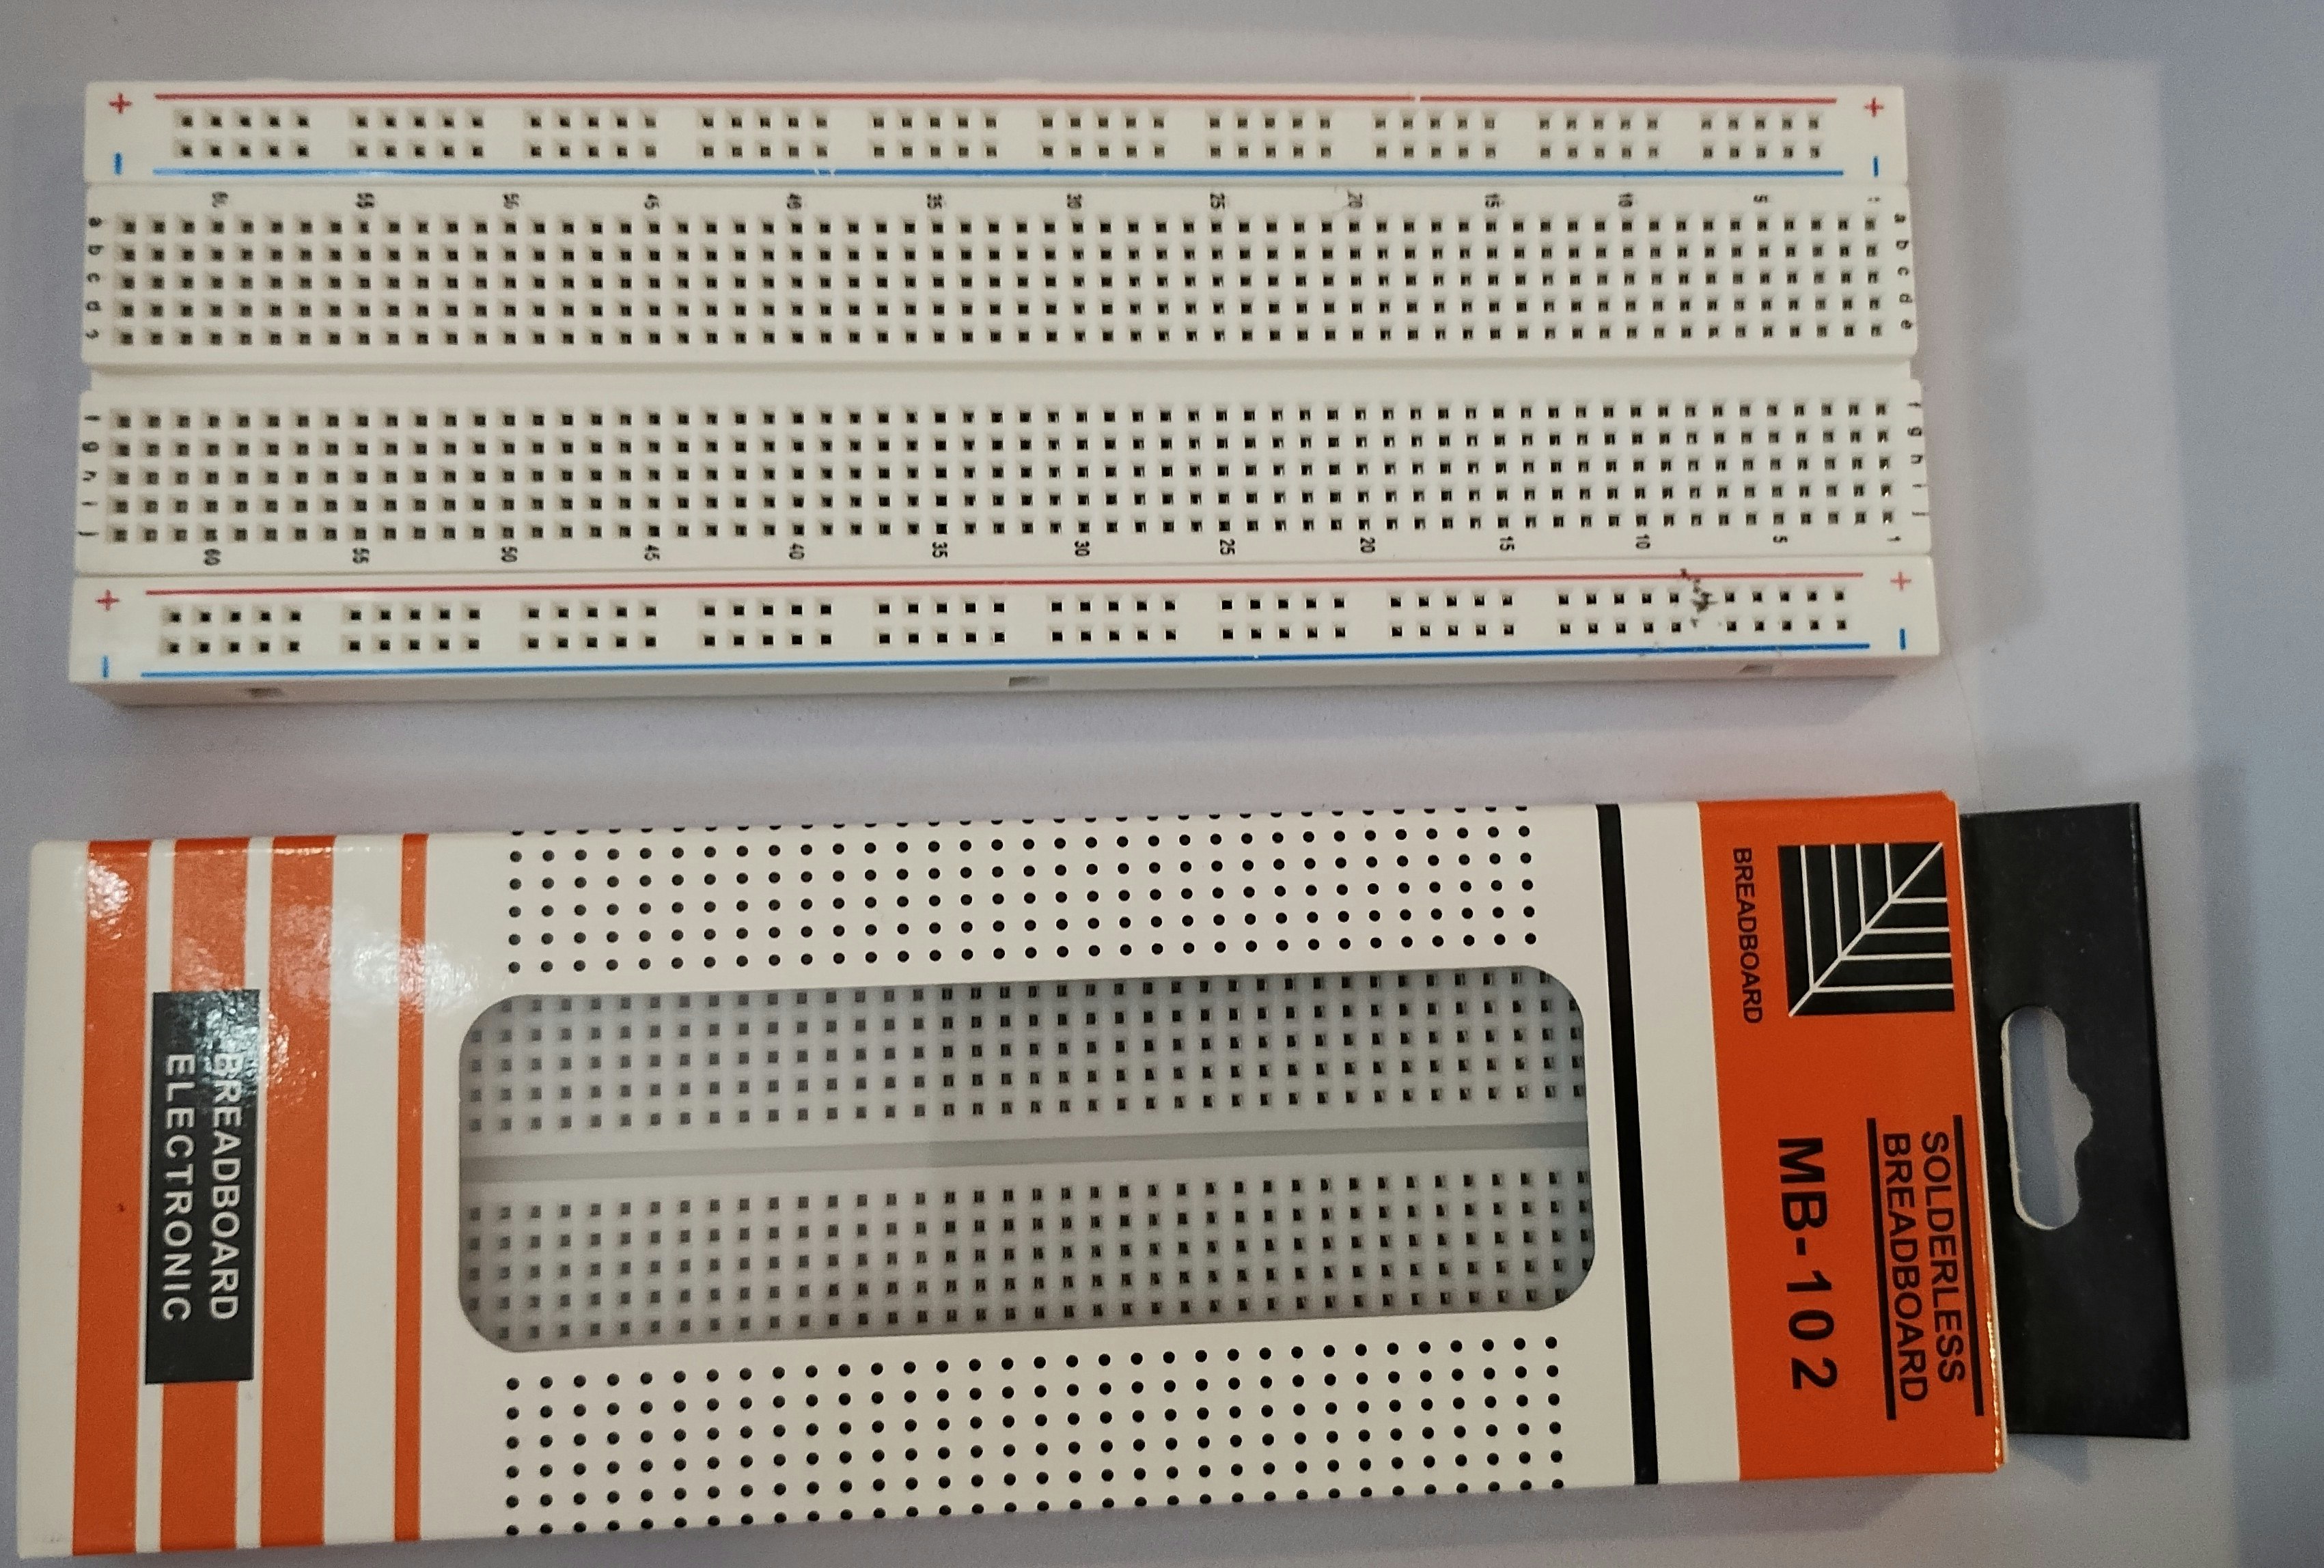 + +
- -
60 55 50 45 40 35 30 25 20 15 10 5 1
a a
b b
c c
d d
e
f f
g g
h h
i i
j j
60 55 50 45 40 35 30 25 20 15 10 5 1
+ +
- -
BREADBOARD
SOLDERLESS
BREADBOARD
MB-102
BREADBOARD
ELECTRONIC